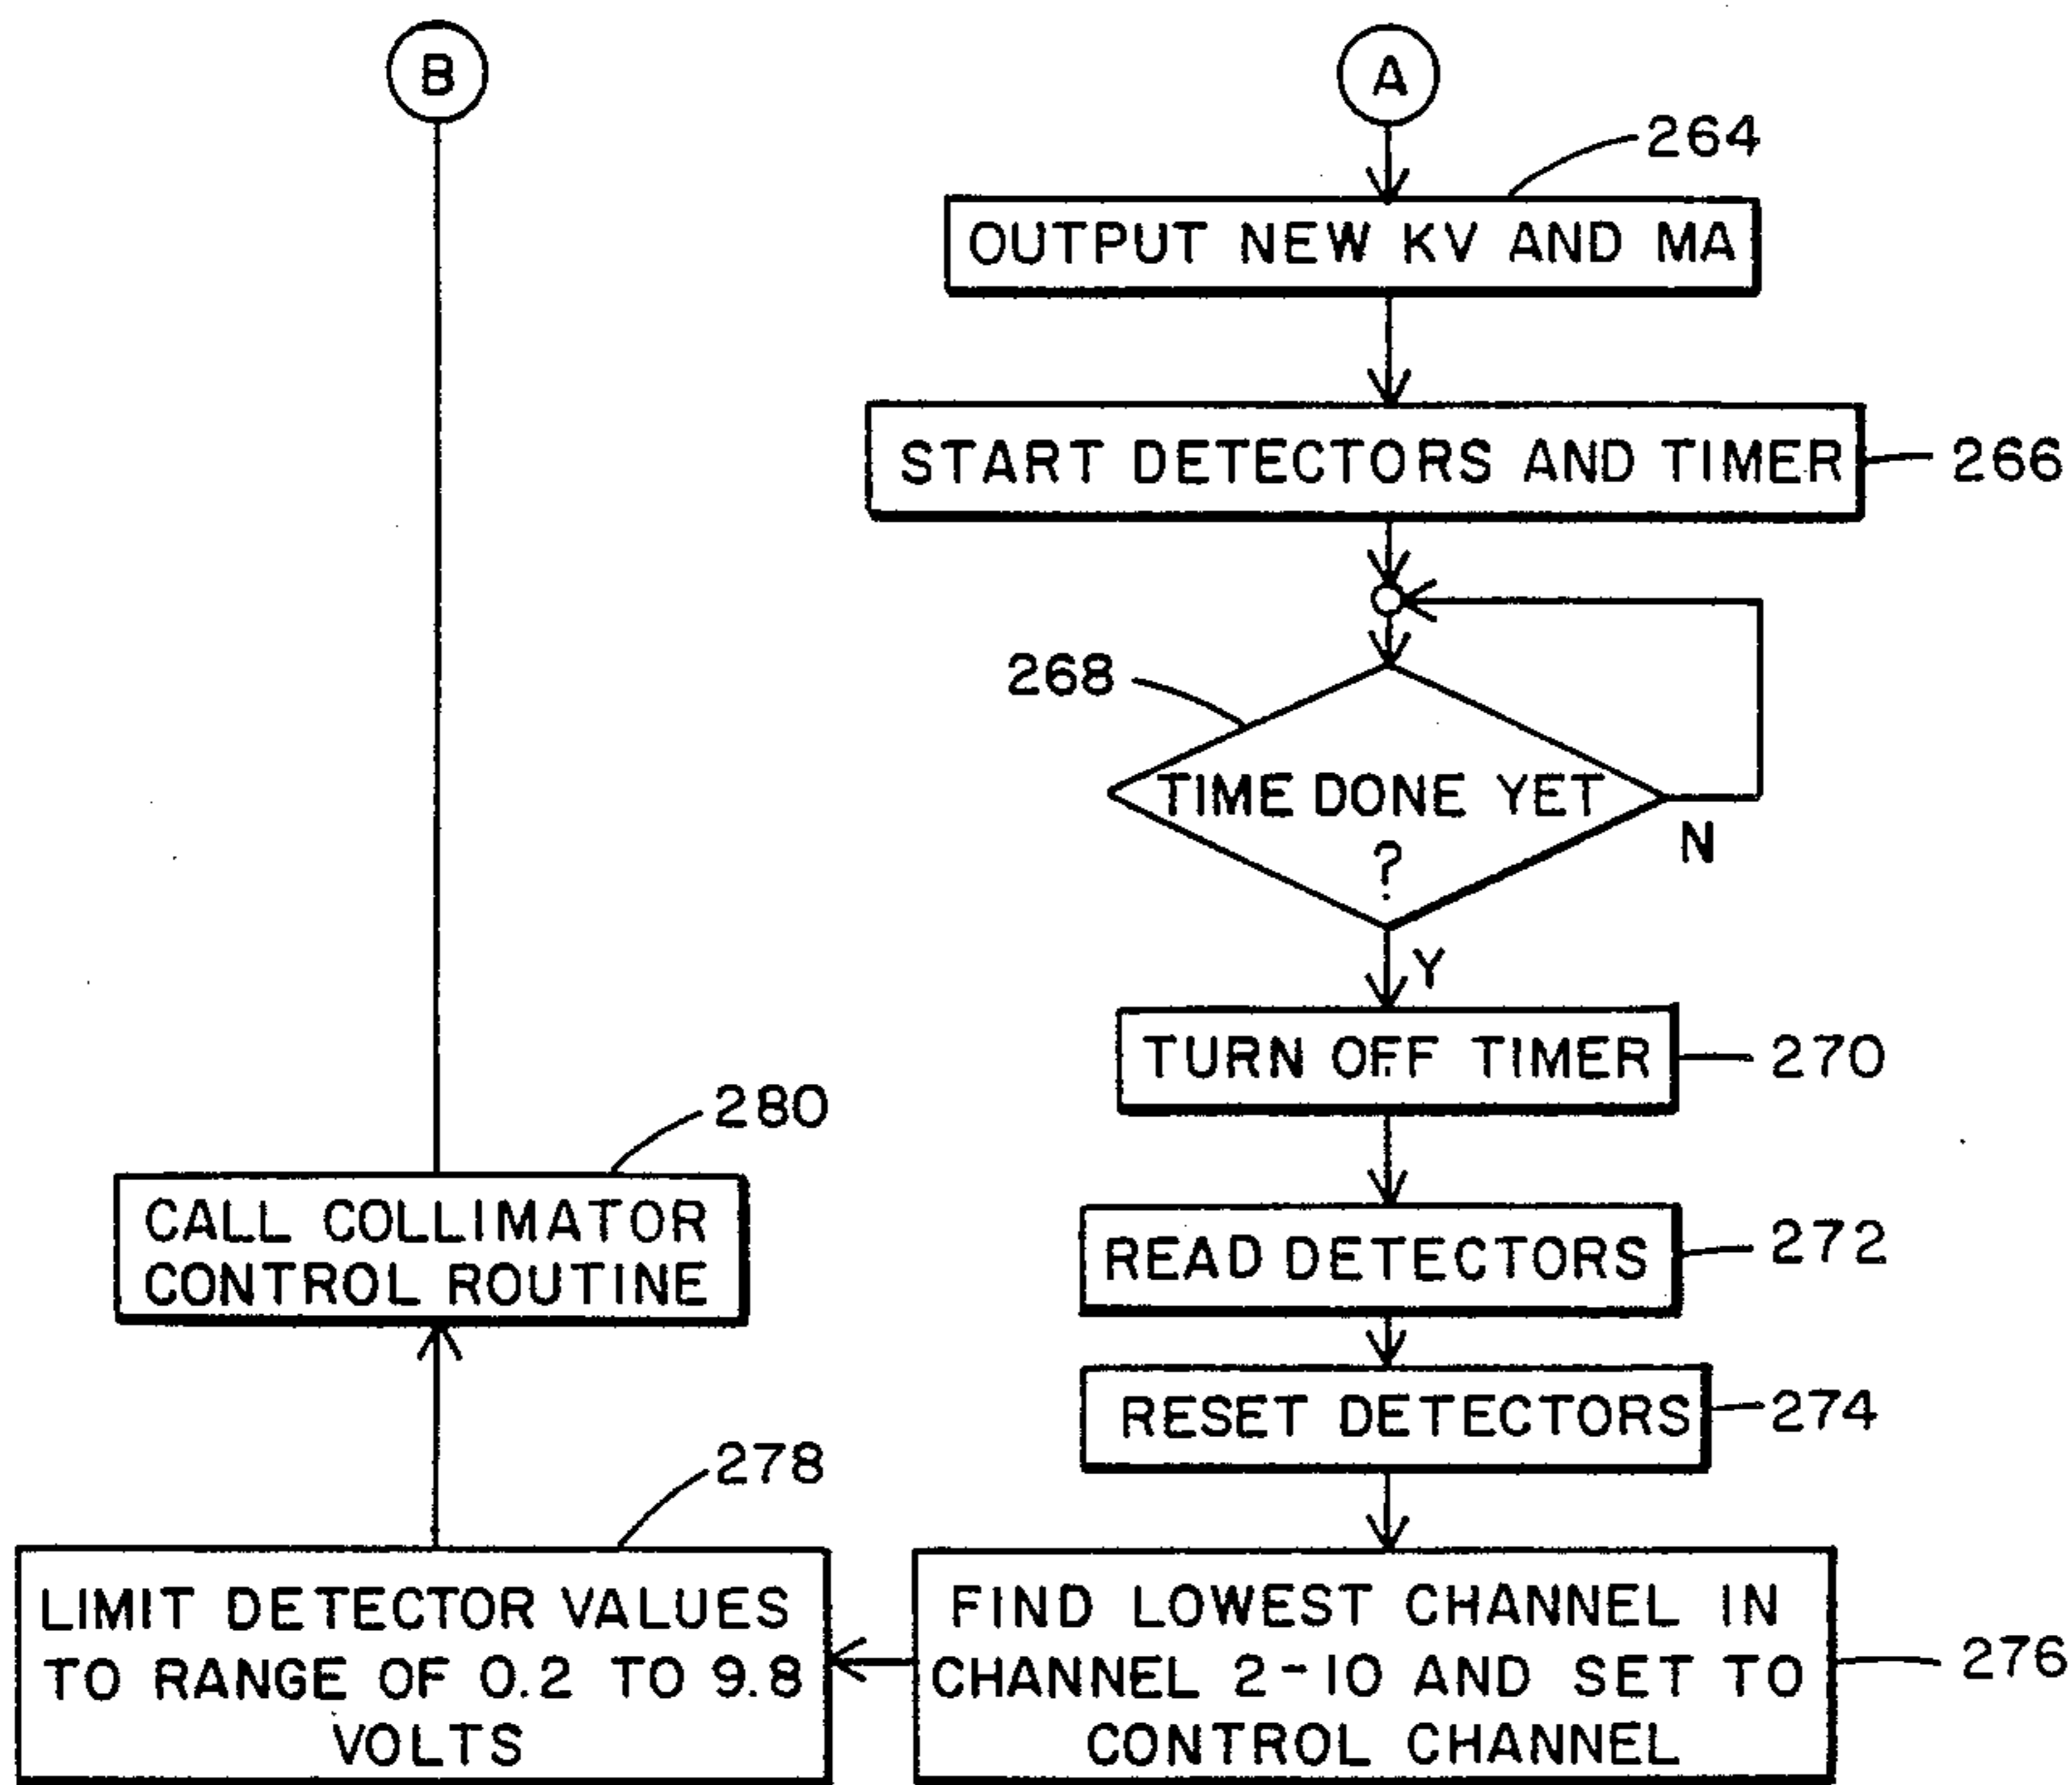 B
A
264
OUTPUT NEW KV AND MA
START DETECTORS AND TIMER
266
268
TIME DONE YET
?
N
Y
TURN OFF TIMER
270
280
CALL COLLIMATOR
CONTROL ROUTINE
READ DETECTORS
272
RESET DETECTORS
274
278
LIMIT DETECTOR VALUES
TO RANGE OF 0.2 TO 9.8
VOLTS
FIND LOWEST CHANNEL IN
CHANNEL 2-10 AND SET TO
CONTROL CHANNEL
276